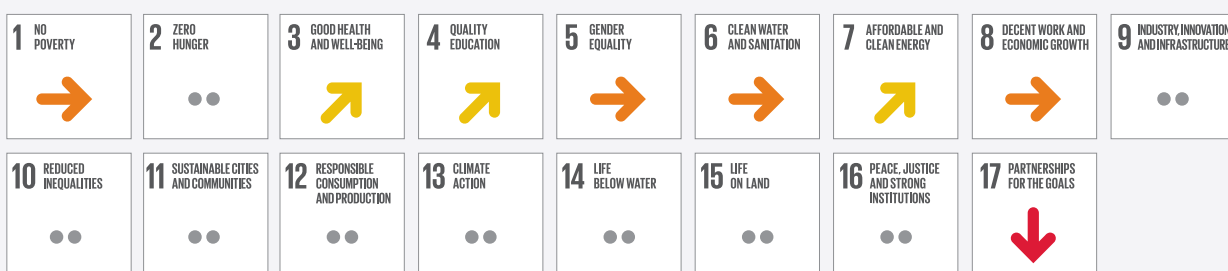 1 NO
POVERTY
2 ZERO
HUNGER
3 GOOD HEALTH
AND WELL-BEING
4 QUALITY
EDUCATION
5 GENDER
EQUALITY
6 CLEAN WATER
AND SANITATION
7 AFFORDABLE AND
CLEAN ENERGY
8 DECENT WORK AND
ECONOMIC GROWTH
9 INDUSTRY, INNOVATION
AND INFRASTRUCTURE
10 REDUCED
INEQUALITIES
11 SUSTAINABLE CITIES
AND COMMUNITIES
12 RESPONSIBLE
CONSUMPTION
AND PRODUCTION
13 CLIMATE
ACTION
14 LIFE
BELOW WATER
15 LIFE
ON LAND
16 PEACE, JUSTICE
AND STRONG
INSTITUTIONS
17 PARTNERSHIPS
FOR THE GOALS